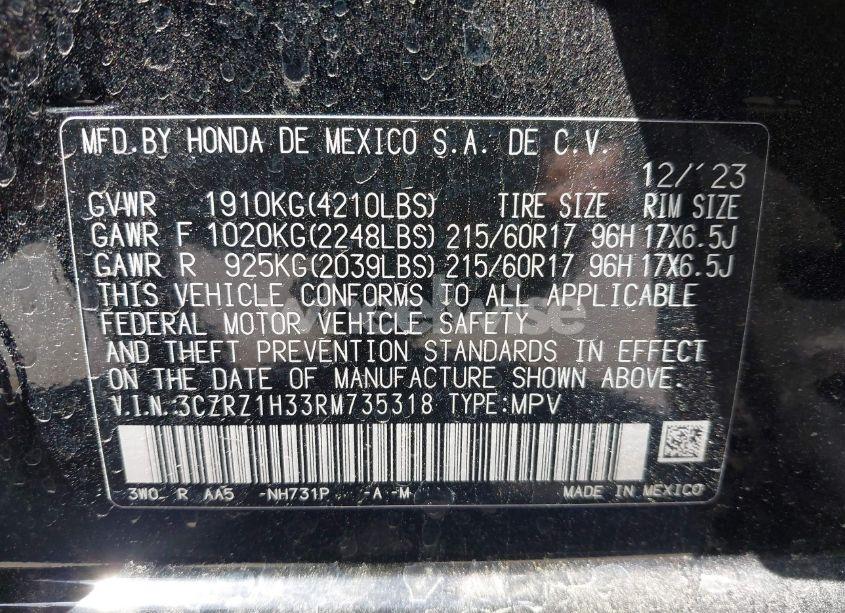 MFD. BY HONDA DE MEXICO S.A. DE C.V.
12/'23
GVWR 1910KG(4210LBS) TIRE SIZE RIM SIZE
GAWR F 1020KG(2248LBS) 215/60R17 96H 17X6.5J
GAWR R 925KG(2039LBS) 215/60R17 96H 17X6.5J
THIS VEHICLE CONFORMS TO ALL APPLICABLE
FEDERAL MOTOR VEHICLE SAFETY
AND THEFT PREVENTION STANDARDS IN EFFECT
ON THE DATE OF MANUFACTURE SHOWN ABOVE.
V.I.N. 3CZRZ1H33RM735318 TYPE:MPV
3W0 R AA5 -NH731P -A -M MADE IN MEXICO